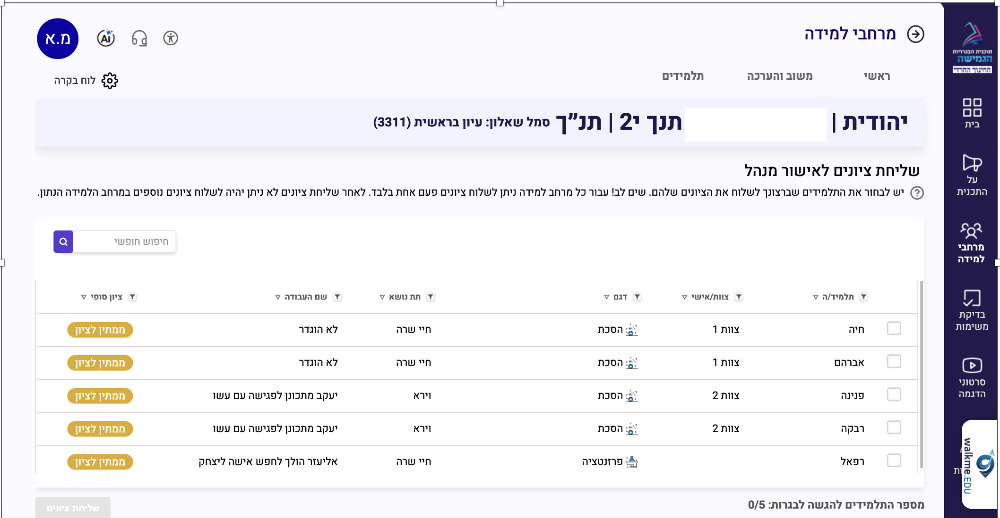 מרחבי למידה
מ.א
Ai
ראשי
משוב והערכה
תלמידים
לוח בקרה
יהודית |
תנך י2 | תנ״ך סמל שאלון: עיון בראשית (3311)
שליחת ציונים לאישור מנהל
יש לבחור את התלמידים שברצונך לשלוח את הציונים שלהם. שים לב! עבור כל מרחב למידה ניתן לשלוח ציונים פעם אחת בלבד. לאחר שליחת ציונים לא ניתן יהיה לשלוח ציונים נוספים במרחב הלמידה הנתון.
חיפוש חופשי
תלמיד/ה צוות/אישי דגם תת נושא שם העבודה ציון סופי
חיה צוות 1 הסכת חיי שרה לא הוגדר ממתין לציון
אברהם צוות 1 הסכת חיי שרה לא הוגדר ממתין לציון
פנינה צוות 2 הסכת וירא יעקב מתכונן לפגישה עם עשו ממתין לציון
רבקה צוות 2 הסכת וירא יעקב מתכונן לפגישה עם עשו ממתין לציון
רפאל פרזנטציה חיי שרה אליעזר הולך לחפש אישה ליצחק ממתין לציון
מספר התלמידים להגשה לבגרות: 0/5
שליחת ציונים
תוכנית הבגרויות
הגמישה
החינוך החרדי
בית
על
התכנית
מרחבי
למידה
בדיקת
משימות
סרטוני
הדגמה
walkme.EDU